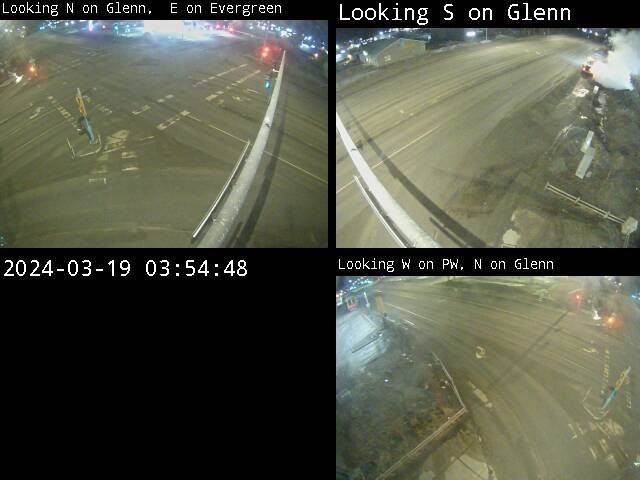 Looking N on Glenn, E on Evergreen
Looking S on Glenn
2024-03-19 03:54:48
Looking W on PW, N on Glenn